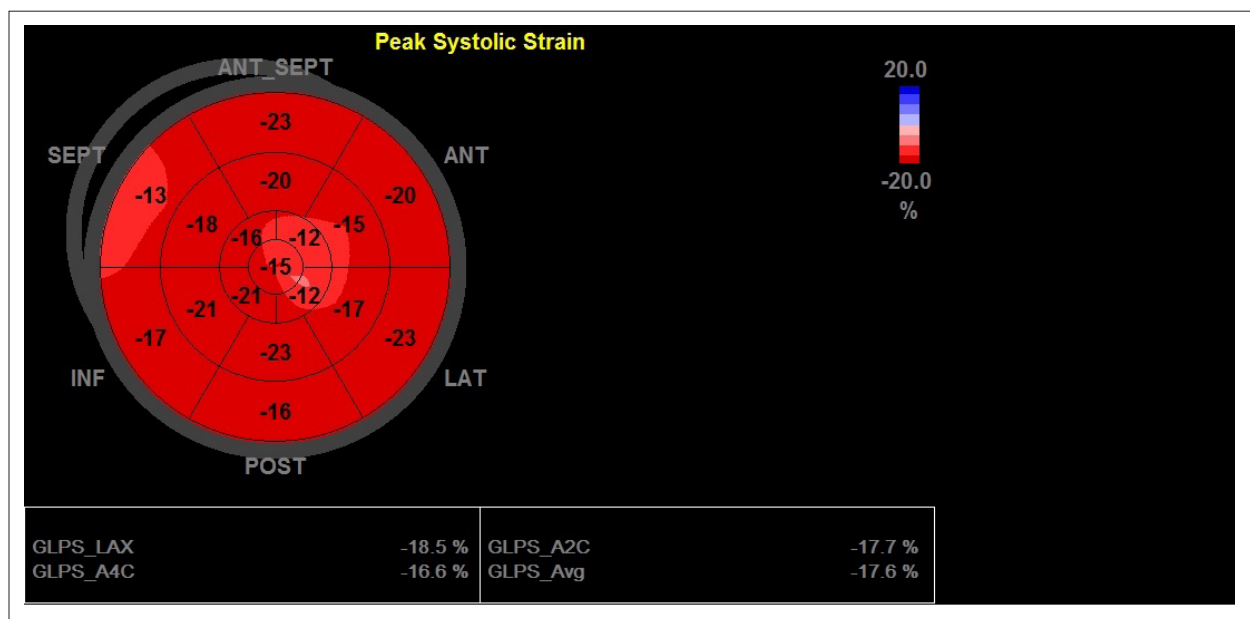 Peak Systolic Strain
ANT_SEPT
20.0
-20.0
%
SEPT
ANT
-23
-13
-20
-20
-18
-15
-16
-12
-15
-21
-12
-21
-17
-17
-23
-23
INF
LAT
-16
POST
GLPS_LAX -18.5 % GLPS_A2C -17.7 %
GLPS_A4C -16.6 % GLPS_Avg -17.6 %